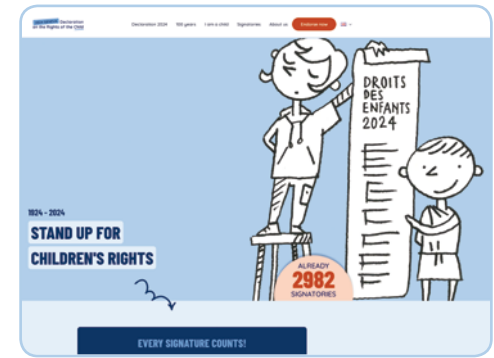 Declaration
on the Rights of the Child
Declaration 2024 100 years I am a child Signatories About us Endorse now
DROITS
DES
ENFANTS
2024
1924 - 2024
STAND UP FOR
CHILDREN'S RIGHTS
ALREADY
2982
SIGNATORIES
EVERY SIGNATURE COUNTS!